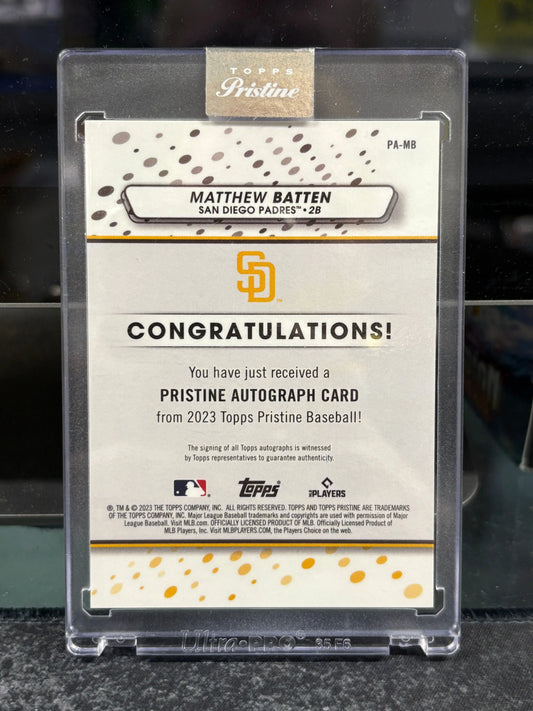 TOPPS
Pristine
PA-MB
MATTHEW BATTEN
SAN DIEGO PADRES™ • 2B
SD™
CONGRATULATIONS!
You have just received a
PRISTINE AUTOGRAPH CARD
from 2023 Topps Pristine Baseball!
The signing of all Topps autographs is witnessed
by Topps representatives to guarantee authenticity.
Topps
MLB PLAYERS
®, TM & © 2023 THE TOPPS COMPANY, INC. ALL RIGHTS RESERVED. TOPPS AND TOPPS PRISTINE ARE TRADEMARKS
OF THE TOPPS COMPANY, INC. Major League Baseball trademarks and copyrights are used with permission of Major
League Baseball. Visit MLB.com. OFFICIALLY LICENSED PRODUCT OF MLB. Officially Licensed Product of
MLB Players, Inc. Visit MLBPLAYERS.COM, the Players Choice on the web.
Ultra·PRO®